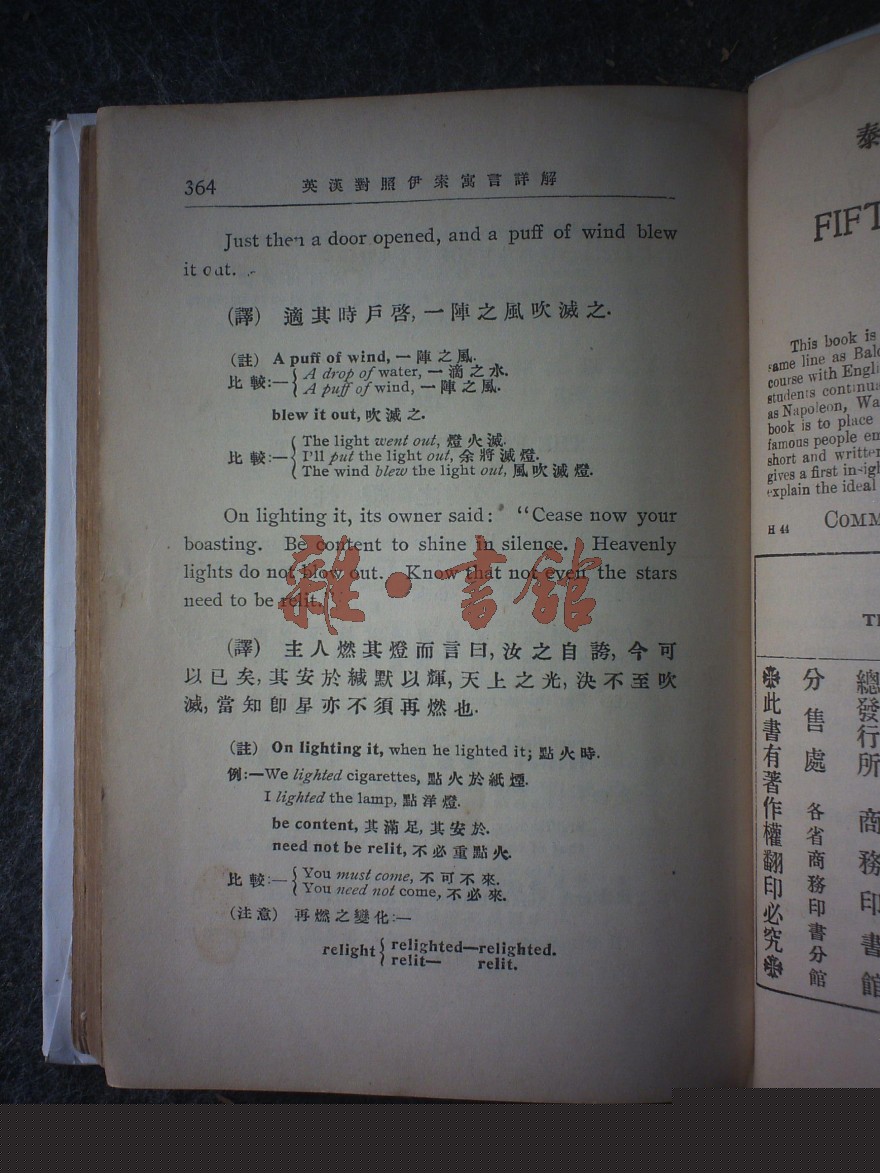 364 英漢對照伊索寓言詳解
Just then a door opened, and a puff of wind blew
it out.
(譯) 適其時戶啓, 一陣之風吹滅之.
(註) A puff of wind, 一陣之風.
比較:—{ A drop of water, 一滴之水.
A puff of wind, 一陣之風.
blew it out, 吹滅之.
比較:—{ The light went out, 燈火滅.
I'll put the light out, 余將滅燈.
The wind blew the light out, 風吹滅燈.
On lighting it, its owner said: “Cease now your
boasting. Be content to shine in silence. Heavenly
lights do not blow out. Know that not even the stars
need to be relit.
雜·書館
(譯) 主人燃其燈而言曰, 汝之自誇, 今可
以已矣, 其安於緘默以輝, 天上之光, 決不至吹
滅, 當知卽星亦不須再燃也.
(註) On lighting it, when he lighted it; 點火時.
例:—We lighted cigarettes, 點火於紙煙.
I lighted the lamp, 點洋燈.
be content, 其滿足, 其安於.
need not be relit, 不必重點火.
比較:—{ You must come, 不可不來.
You need not come, 不必來.
(注意) 再燃之變化:—
relight { relighted—relighted.
relit— relit.
泰
FIFT
This book is
same line as Bald
course with Engli
students continua
as Napoleon, Wa
book is to place
famous people em
short and written
gives a first insigh
explain the ideal
H 44 COMM
TH
總發行所 商務印書館
分售處 各省商務印書分館
此書有著作權翻印必究